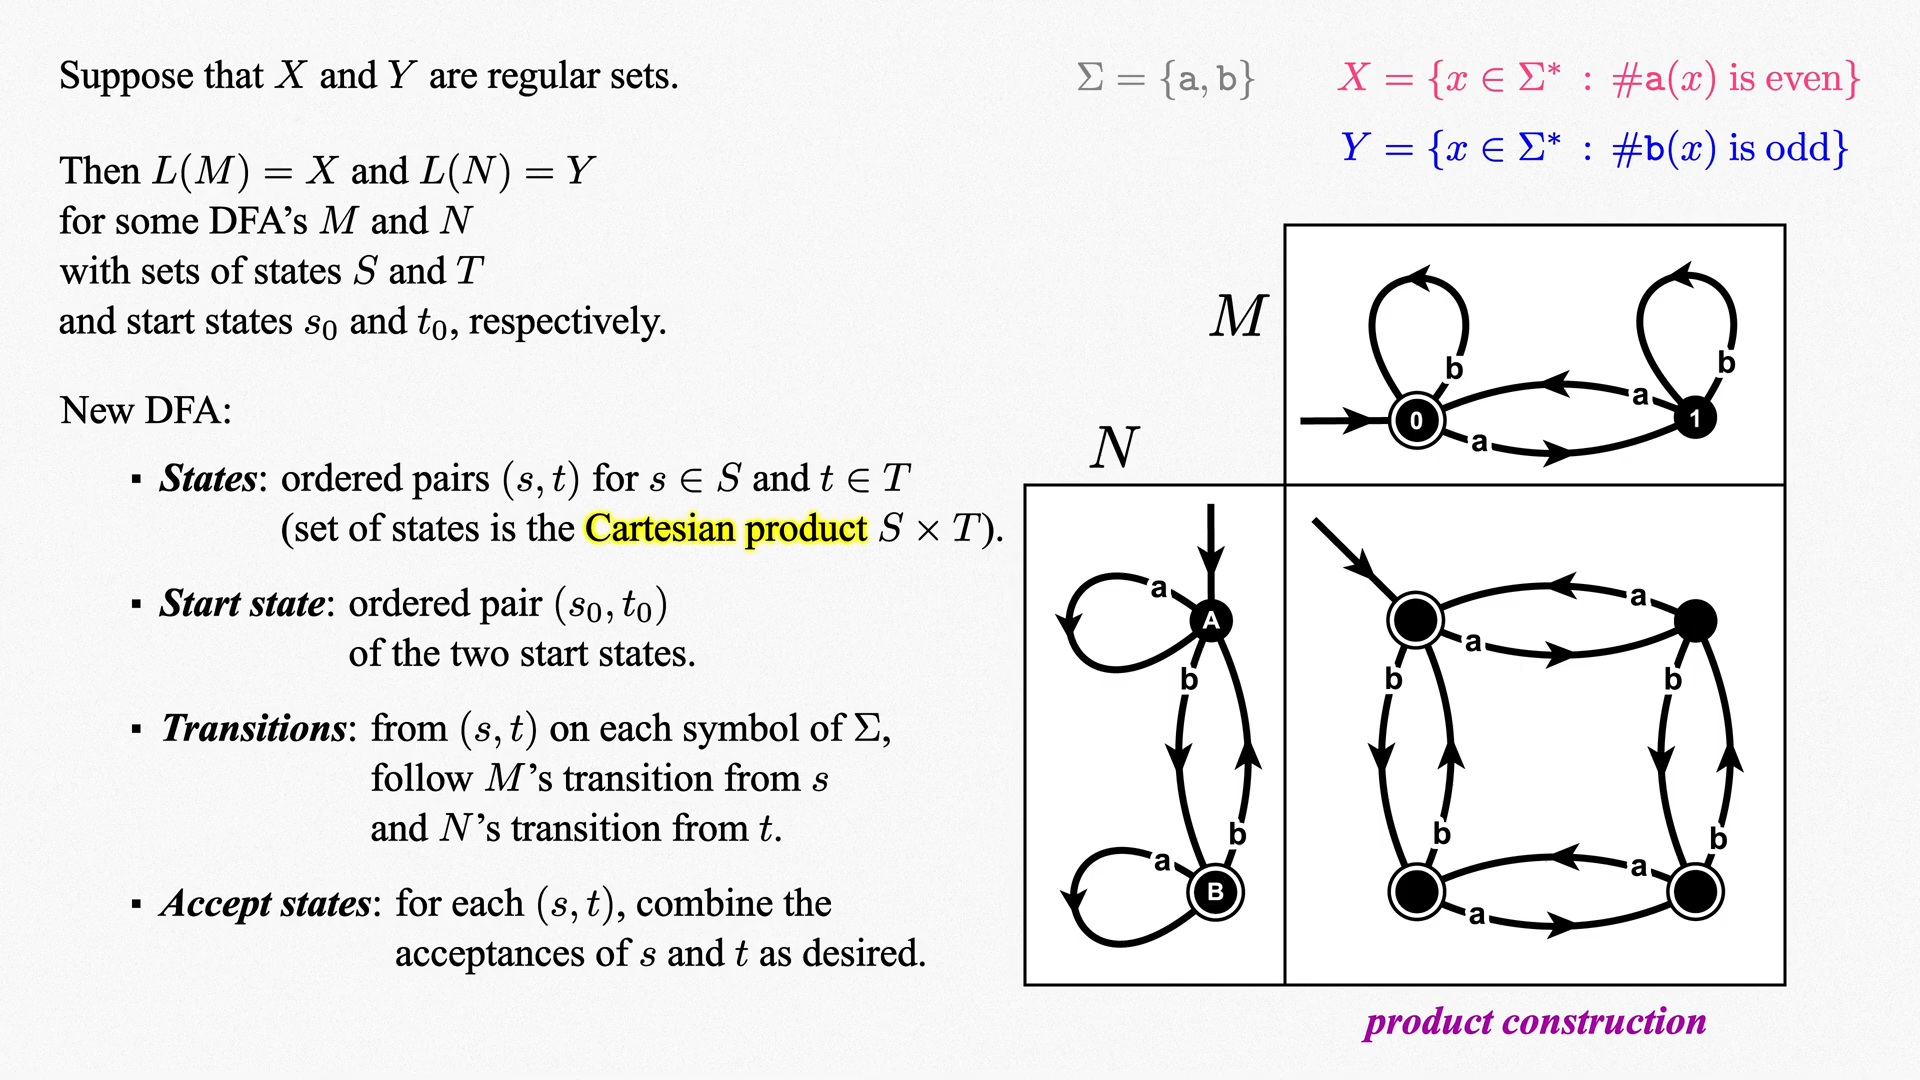 Suppose that X and Y are regular sets.
Then L(M) = X and L(N) = Y
for some DFA’s M and N
with sets of states S and T
and start states s₀ and t₀, respectively.
New DFA:
▪ States: ordered pairs (s, t) for s ∈ S and t ∈ T
(set of states is the Cartesian product S × T).
▪ Start state: ordered pair (s₀, t₀)
of the two start states.
▪ Transitions: from (s, t) on each symbol of Σ,
follow M’s transition from s
and N’s transition from t.
▪ Accept states: for each (s, t), combine the
acceptances of s and t as desired.
Σ = {a, b}
X = {x ∈ Σ* : #a(x) is even}
Y = {x ∈ Σ* : #b(x) is odd}
M
b
b
a
0
1
a
N
a
A
b
b
a
B
a
a
b
b
b
b
a
a
product construction